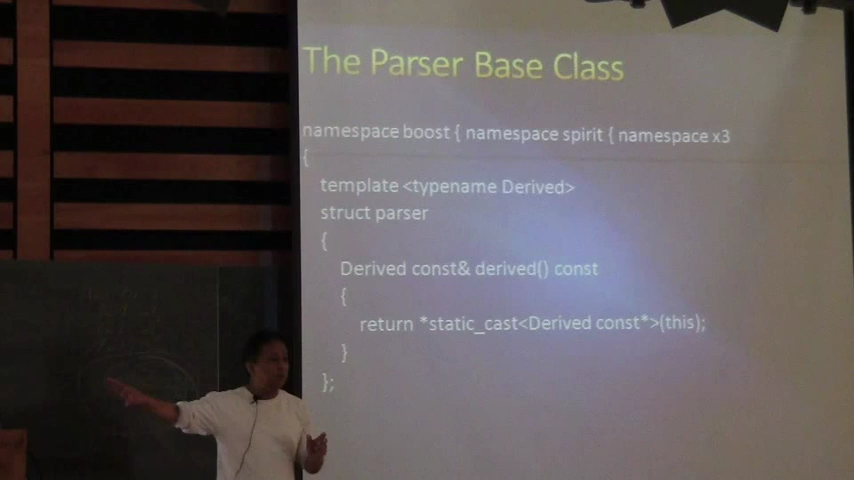 The Parser Base Class
namespace boost { namespace spirit { namespace x3
{
template <typename Derived>
struct parser
{
Derived const& derived() const
{
return *static_cast<Derived const*>(this);
}
};